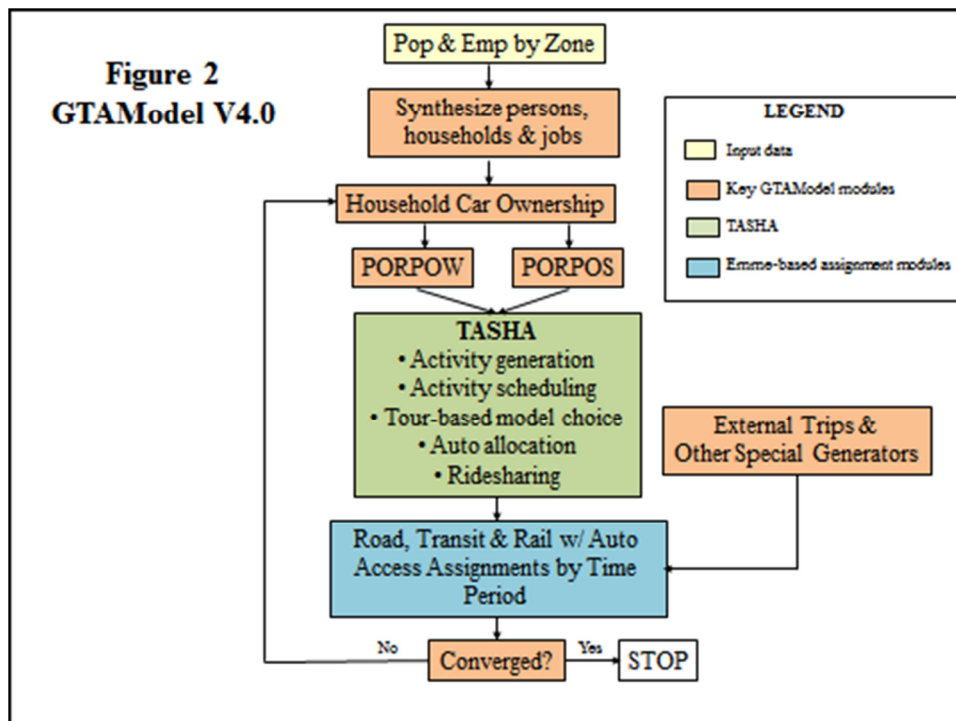 Figure 2
GTAModel V4.0
Pop & Emp by Zone
Synthesize persons,
households & jobs
Household Car Ownership
PORPOW
PORPOS
TASHA
• Activity generation
• Activity scheduling
• Tour-based model choice
• Auto allocation
• Ridesharing
External Trips &
Other Special Generators
Road, Transit & Rail w/ Auto
Access Assignments by Time
Period
No
Converged?
Yes
STOP
LEGEND
Input data
Key GTAModel modules
TASHA
Emme-based assignment modules